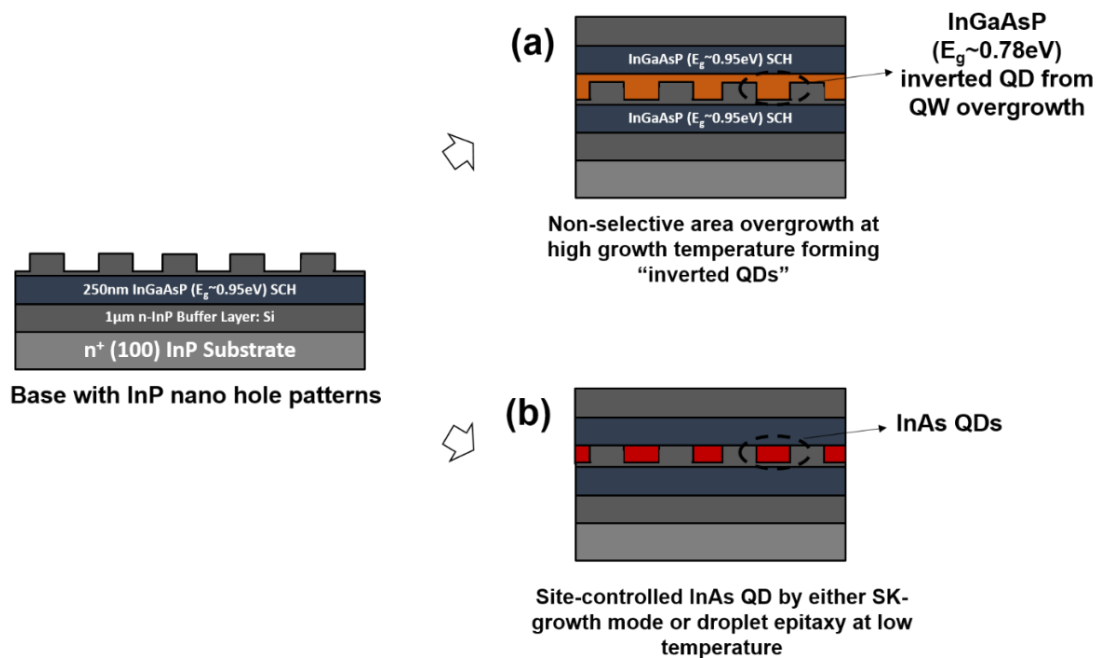 (a)
InGaAsP (Eg~0.95eV) SCH
InGaAsP (Eg~0.95eV) SCH
InGaAsP
(Eg~0.78eV)
inverted QD from
QW overgrowth
Non-selective area overgrowth at
high growth temperature forming
“inverted QDs”
250nm InGaAsP (Eg~0.95eV) SCH
1µm n-InP Buffer Layer: Si
n+ (100) InP Substrate
Base with InP nano hole patterns
(b)
InAs QDs
Site-controlled InAs QD by either SK-
growth mode or droplet epitaxy at low
temperature